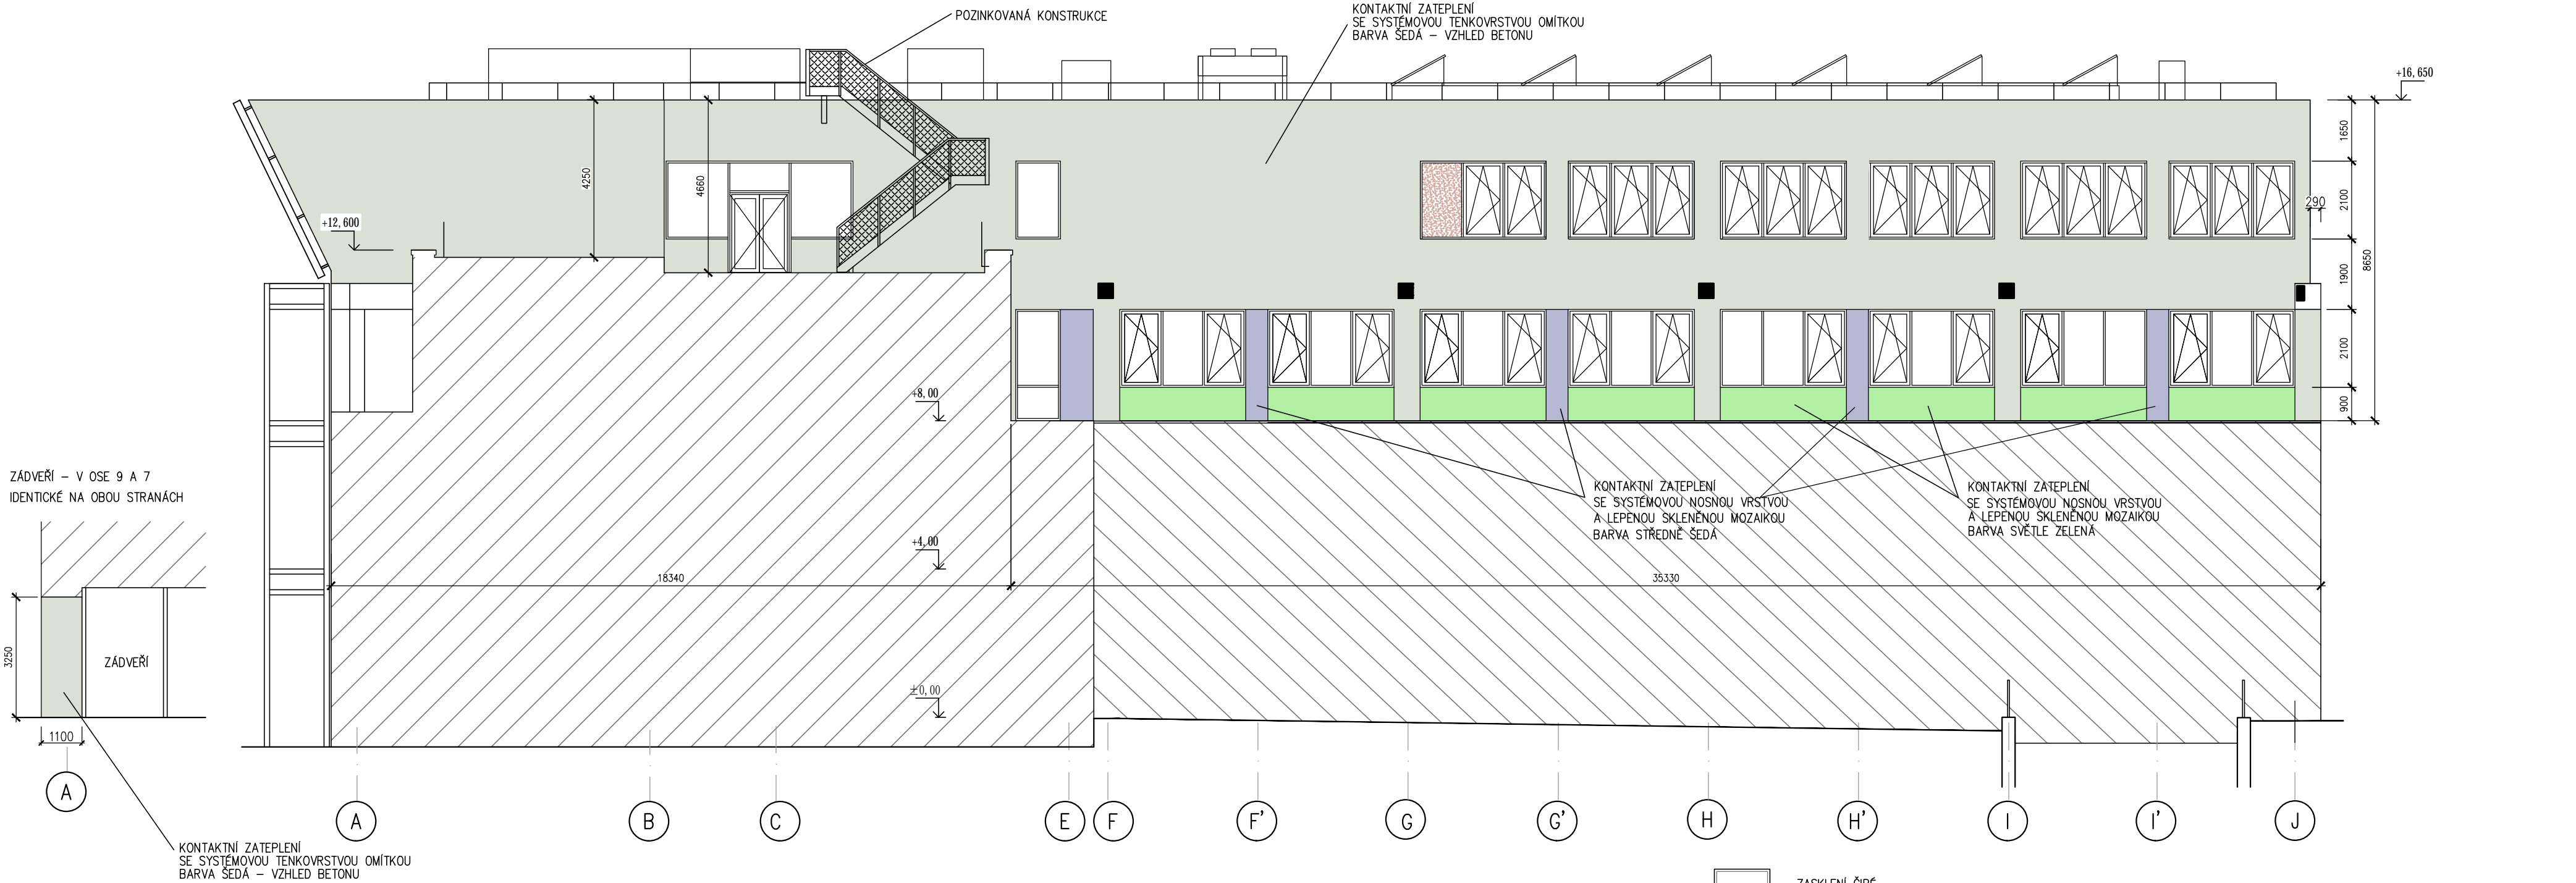 POZINKOVANÁ KONSTRUKCE
KONTAKTNÍ ZATEPLENÍ
SE SYSTÉMOVOU TENKOVRSTVOU OMÍTKOU
BARVA ŠEDÁ – VZHLED BETONU
+16,650
1650
2100
290
1900
8650
2100
900
4250
4660
+12,600
+8,00
+4,00
±0,00
18340
35330
KONTAKTNÍ ZATEPLENÍ
SE SYSTÉMOVOU NOSNOU VRSTVOU
A LEPENOU SKLENĚNOU MOZAIKOU
BARVA STŘEDNĚ ŠEDÁ
KONTAKTNÍ ZATEPLENÍ
SE SYSTÉMOVOU NOSNOU VRSTVOU
A LEPENOU SKLENĚNOU MOZAIKOU
BARVA SVĚTLE ZELENÁ
ZÁDVEŘÍ – V OSE 9 A 7
IDENTICKÉ NA OBOU STRANÁCH
3250
ZÁDVEŘÍ
1100
A
KONTAKTNÍ ZATEPLENÍ
SE SYSTÉMOVOU TENKOVRSTVOU OMÍTKOU
BARVA ŠEDÁ – VZHLED BETONU
A
B
C
E
F
F'
G
G'
H
H'
I
I'
J
ZASKLENÍ ČIRÉ